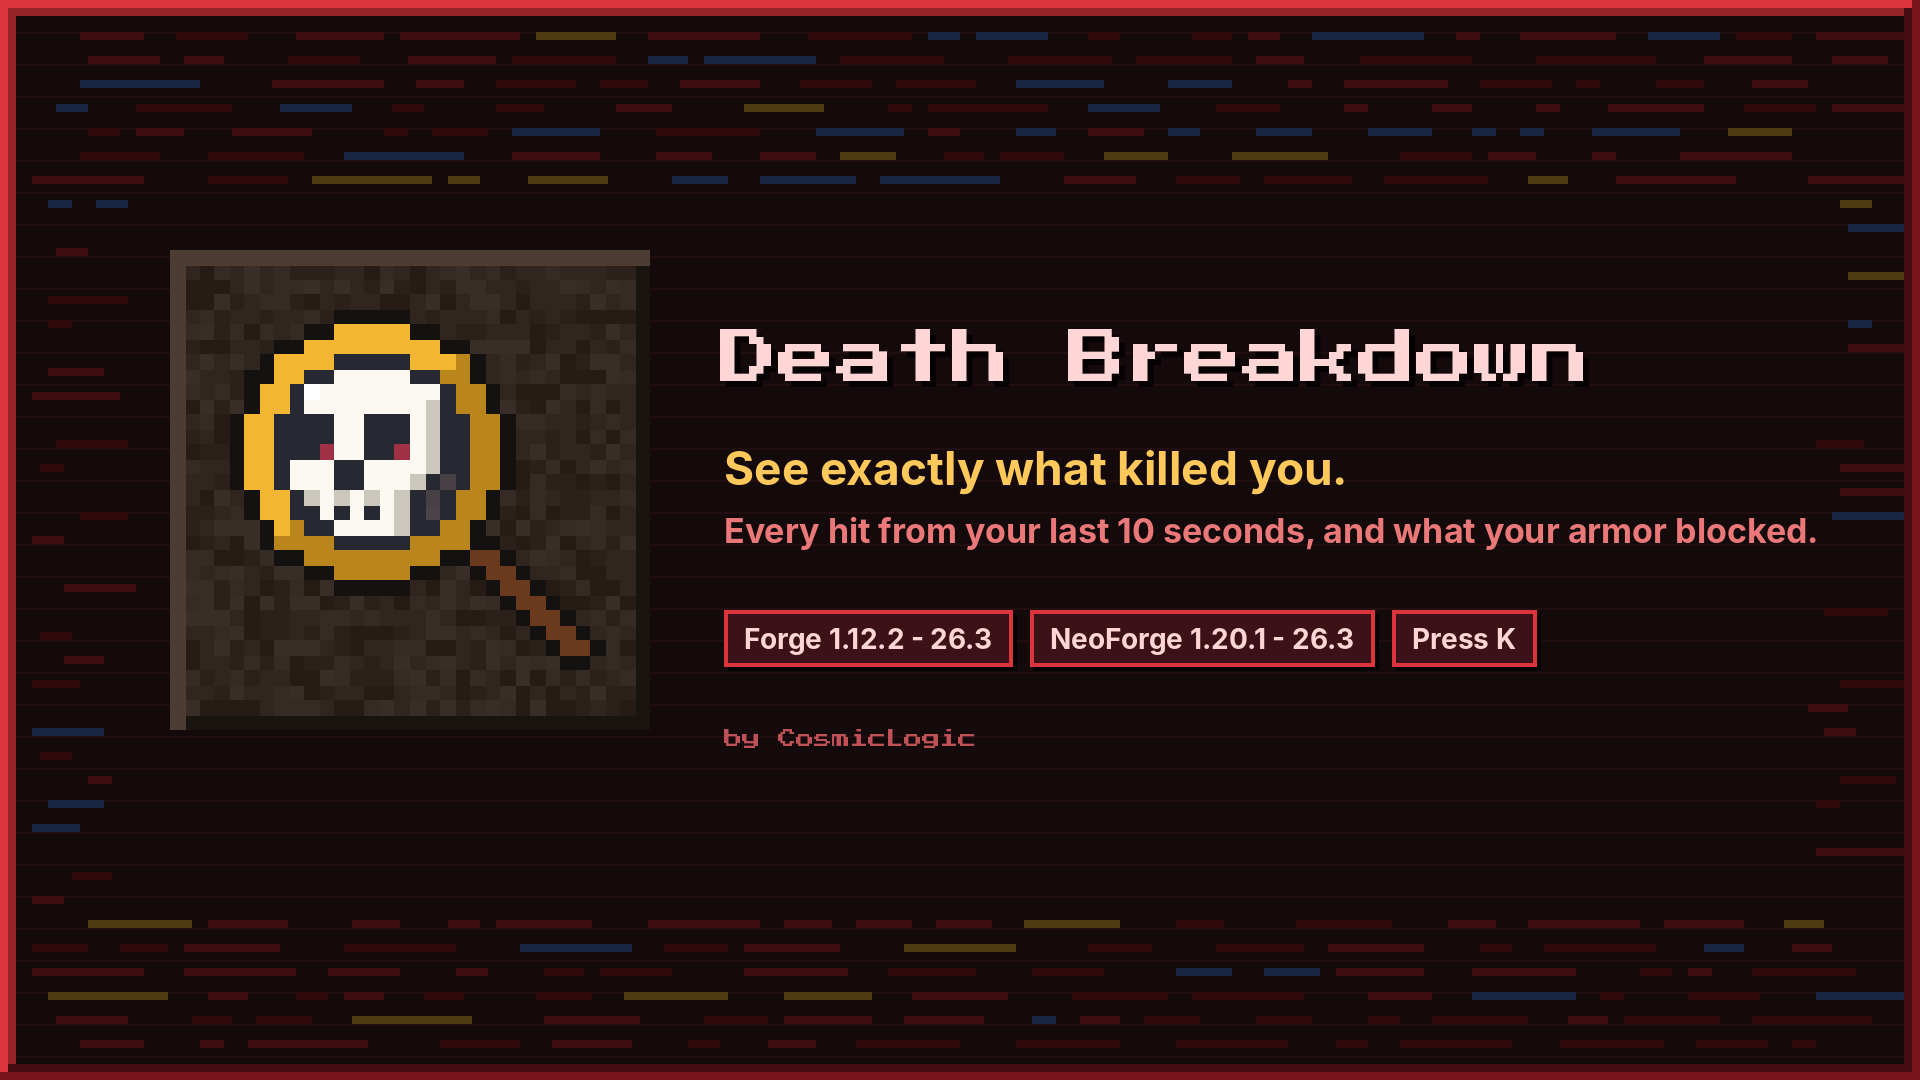 Death Breakdown
See exactly what killed you.
Every hit from your last 10 seconds, and what your armor blocked.
Forge 1.12.2 - 26.3
NeoForge 1.20.1 - 26.3
Press K
by CosmicLogic